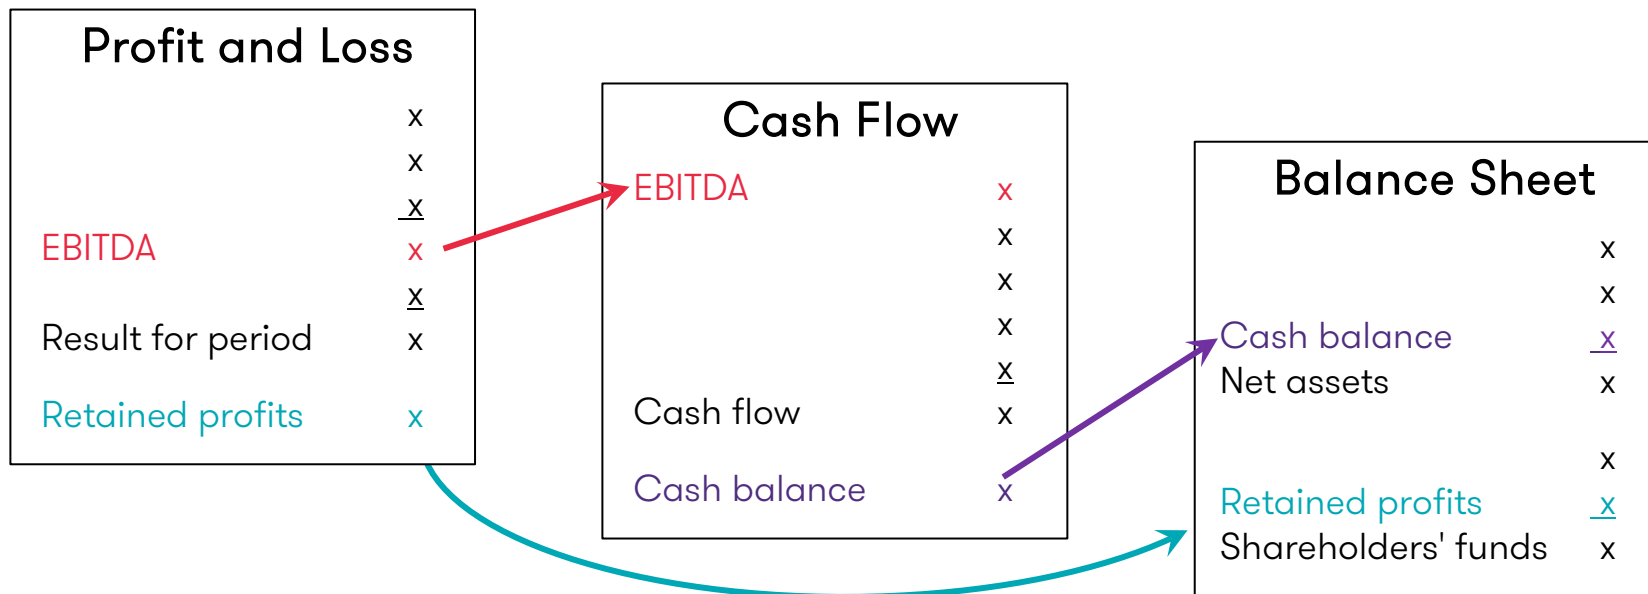 Profit and Loss
x
x
x
EBITDA x
x
Result for period x
Retained profits x
Cash Flow
EBITDA x
x
x
x
x
Cash flow x
Cash balance x
Balance Sheet
x
x
Cash balance x
Net assets x
x
Retained profits x
Shareholders' funds x